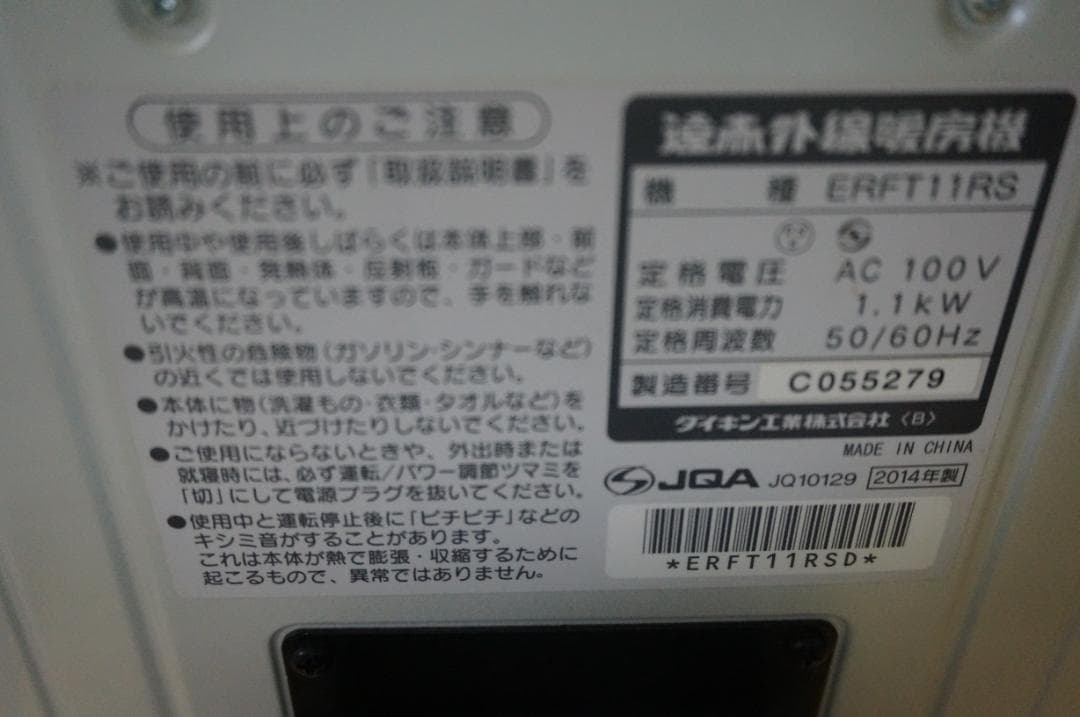 使用上のご注意
※ご使用の前に必ず「取扱説明書」を
お読みください。
●使用中や使用後しばらくは本体上部・前
面・背面・発熱体・反射板・ガードなど
が高温になっていますので、手を触れな
いでください。
●引火性の危険物(ガソリン・シンナーなど)
の近くでは使用しないでください。
●本体に物(洗濯もの・衣類・タオルなど)を
かけたり、近づけたりしないでください。
●ご使用にならないときや、外出時または
就寝時には、必ず運転/パワー調節ツマミを
「切」にして電源プラグを抜いてください。
●使用中と運転停止後に「ピチピチ」などの
キシミ音がすることがあります。
これは本体が熱で膨張・収縮するために
起こるもので、異常ではありません。
遠赤外線暖房機
機種 ERFT11RS
定格電圧 AC 100V
定格消費電力 1.1kW
定格周波数 50/60Hz
製造番号 C055279
ダイキン工業株式会社〈B〉
MADE IN CHINA
JQA JQ10129 2014年製
*ERFT11RSD*